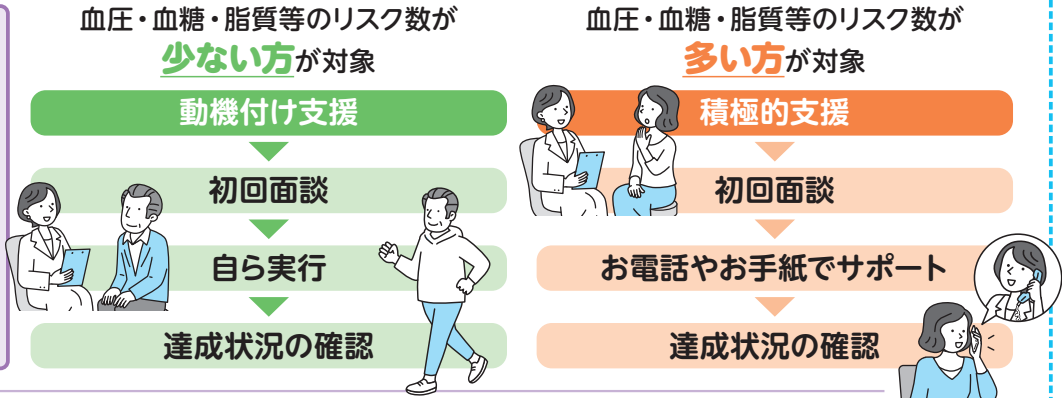 血圧・血糖・脂質等のリスク数が
少ない方が対象
動機付け支援
初回面談
自ら実行
達成状況の確認
血圧・血糖・脂質等のリスク数が
多い方が対象
積極的支援
初回面談
お電話やお手紙でサポート
達成状況の確認